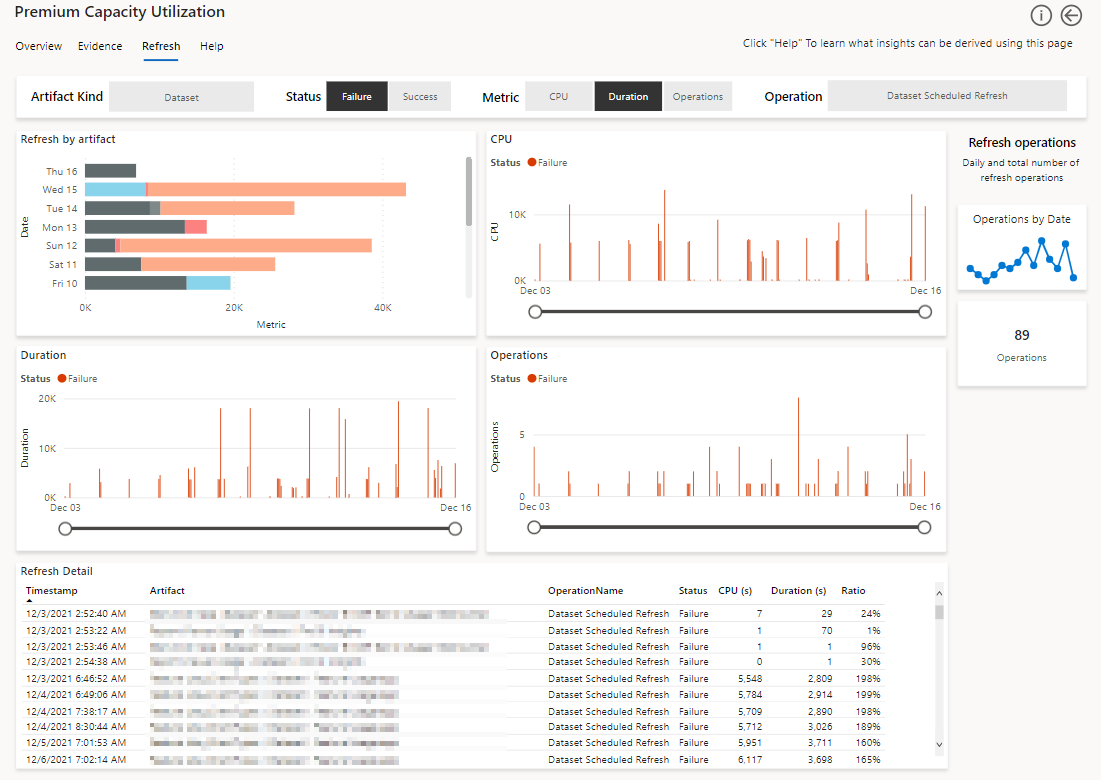 Premium Capacity Utilization
Overview Evidence Refresh Help
Click "Help" To learn what insights can be derived using this page
Artifact Kind Dataset Status Failure Success Metric CPU Duration Operations Operation Dataset Scheduled Refresh
Refresh by artifact
Date
Thu 16
Wed 15
Tue 14
Mon 13
Sun 12
Sat 11
Fri 10
0K 20K 40K
Metric
CPU
Status Failure
CPU
10K
0K
Dec 03 Dec 16
Refresh operations
Daily and total number of
refresh operations
Operations by Date
89
Operations
Duration
Status Failure
Duration
20K
10K
0K
Dec 03 Dec 16
Operations
Status Failure
Operations
5
0
Dec 03 Dec 16
Refresh Detail
Timestamp Artifact OperationName Status CPU (s) Duration (s) Ratio
12/3/2021 2:52:40 AM Dataset Scheduled Refresh Failure 7 29 24%
12/3/2021 2:53:22 AM Dataset Scheduled Refresh Failure 1 70 1%
12/3/2021 2:53:46 AM Dataset Scheduled Refresh Failure 1 1 96%
12/3/2021 2:54:38 AM Dataset Scheduled Refresh Failure 0 1 30%
12/3/2021 6:46:52 AM Dataset Scheduled Refresh Failure 5,548 2,809 198%
12/4/2021 6:49:06 AM Dataset Scheduled Refresh Failure 5,784 2,914 199%
12/4/2021 7:38:17 AM Dataset Scheduled Refresh Failure 5,709 2,890 198%
12/4/2021 8:30:44 AM Dataset Scheduled Refresh Failure 5,712 3,026 189%
12/5/2021 7:01:53 AM Dataset Scheduled Refresh Failure 5,951 3,711 160%
12/6/2021 7:02:14 AM Dataset Scheduled Refresh Failure 6,117 3,698 165%